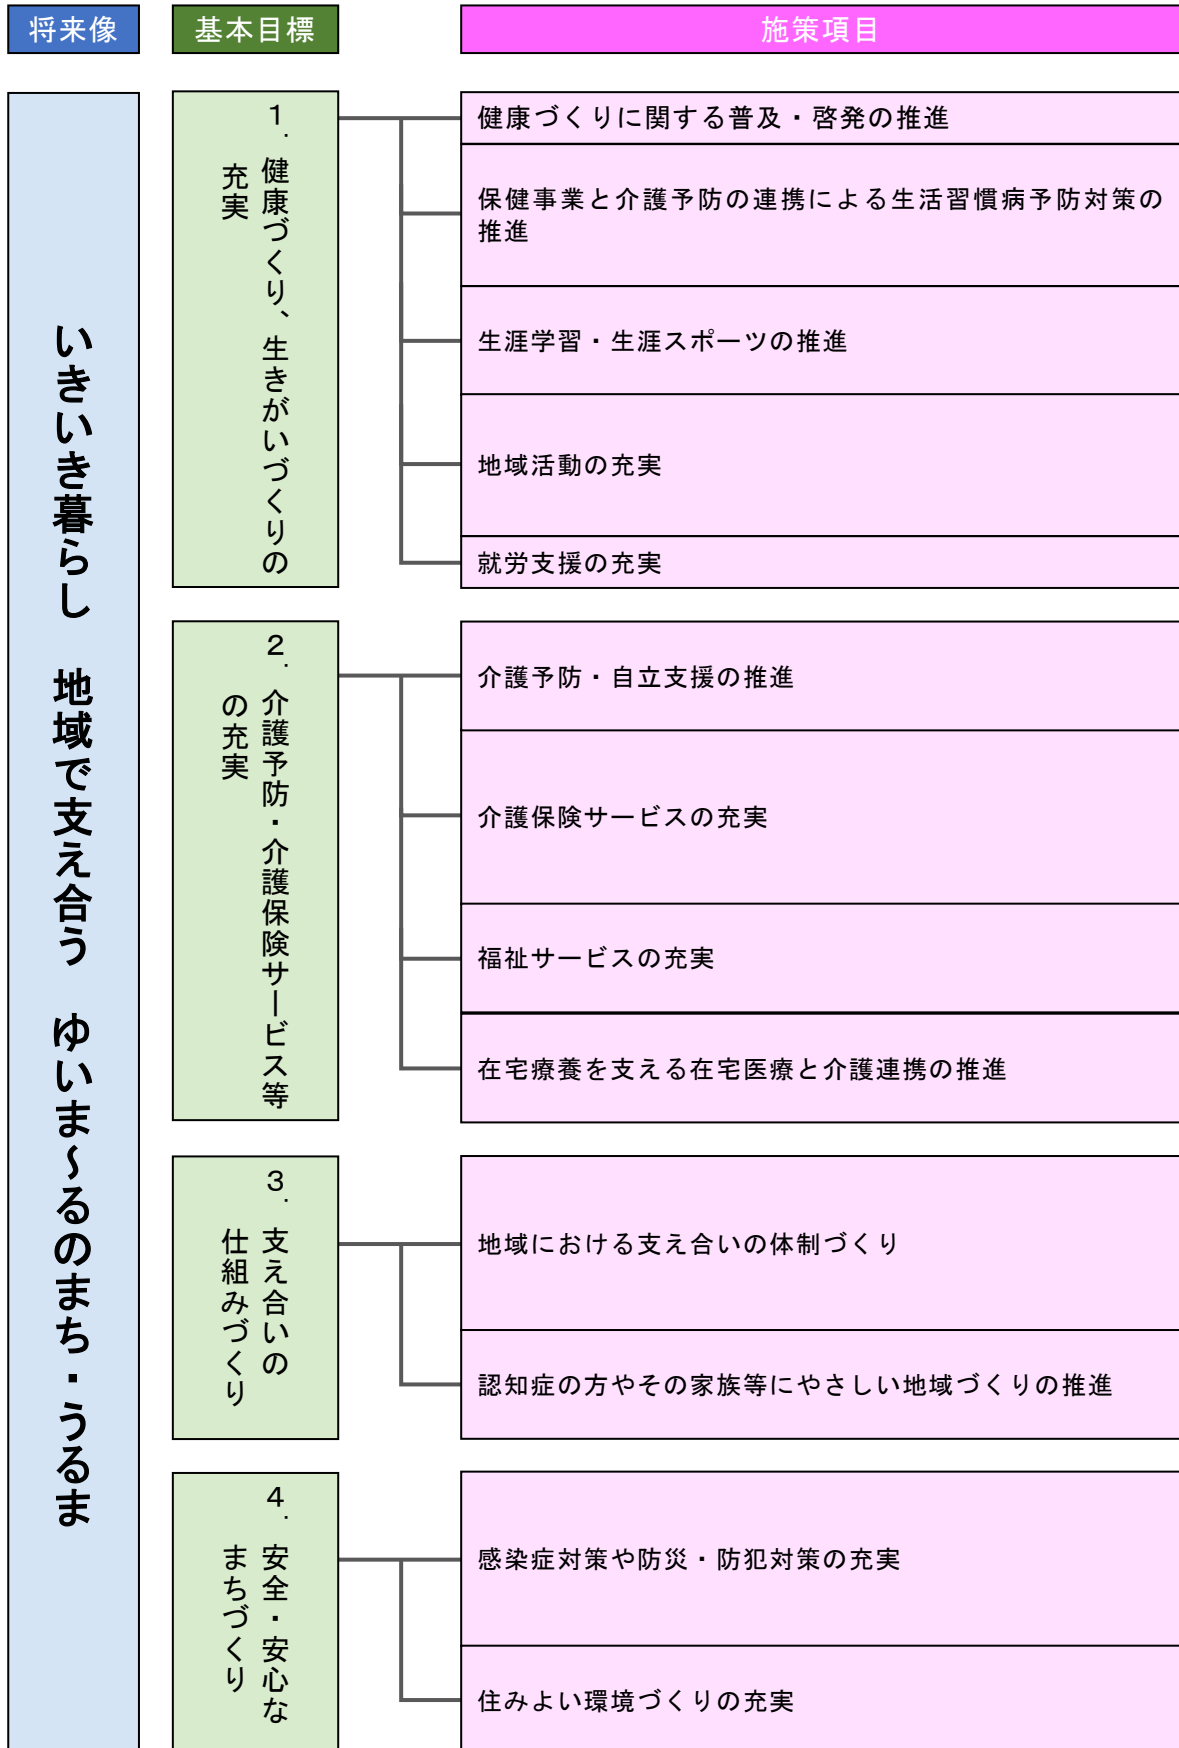 将来像
基本目標
施策項目
いきいき暮らし　地域で支え合う　ゆいま～るのまち・うるま
1. 健康づくり、生きがいづくりの
充実
健康づくりに関する普及・啓発の推進
保健事業と介護予防の連携による生活習慣病予防対策の
推進
生涯学習・生涯スポーツの推進
地域活動の充実
就労支援の充実
2. 介護予防・介護保険サービス等
の充実
介護予防・自立支援の推進
介護保険サービスの充実
福祉サービスの充実
在宅療養を支える在宅医療と介護連携の推進
3. 支え合いの
仕組みづくり
地域における支え合いの体制づくり
認知症の方やその家族等にやさしい地域づくりの推進
4. 安全・安心な
まちづくり
感染症対策や防災・防犯対策の充実
住みよい環境づくりの充実